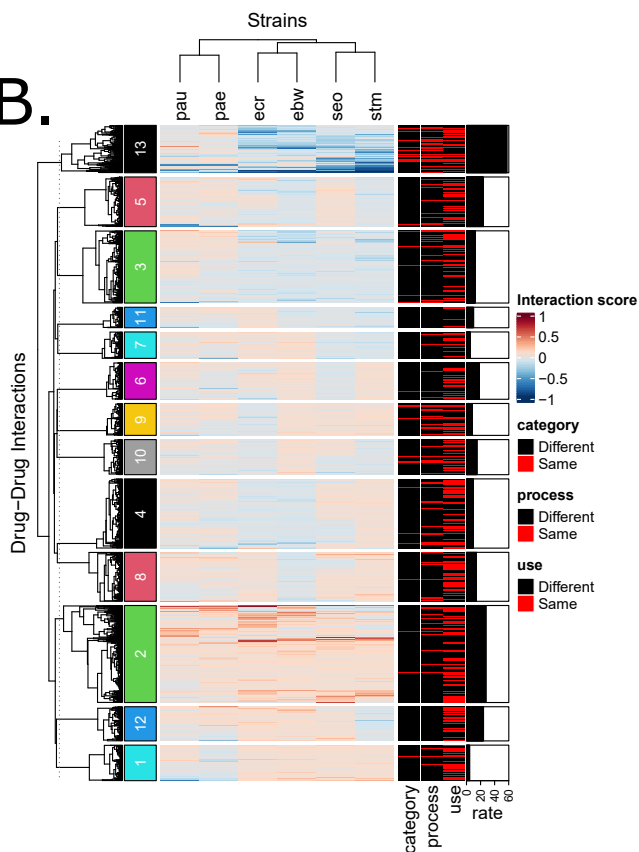 B.
Strains
pau
pae
ecr
ebw
seo
stm
Drug−Drug Interactions
13
5
3
11
7
6
9
10
4
8
2
12
1
Interaction score
1
0.5
0
−0.5
−1
category
Different
Same
process
Different
Same
use
Different
Same
category
process
use
0
20
40
60
rate